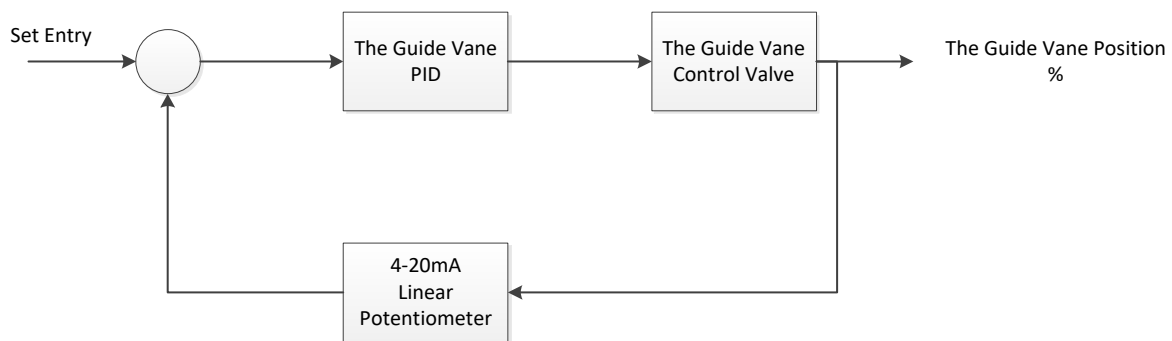 Set Entry
The Guide Vane
PID
The Guide Vane
Control Valve
The Guide Vane Position
%
4-20mA
Linear
Potentiometer